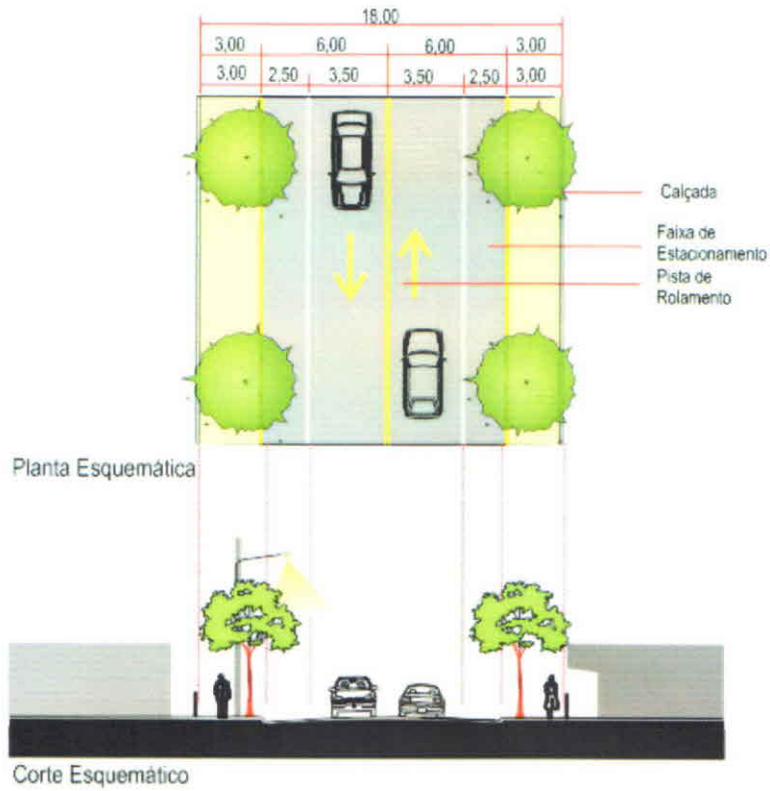 18,00
3,00 6,00 6,00 3,00
3,00 2,50 3,50 3,50 2,50 3,00
Calçada
Faixa de
Estacionamento
Pista de
Rolamento
Planta Esquemática
Corte Esquemático